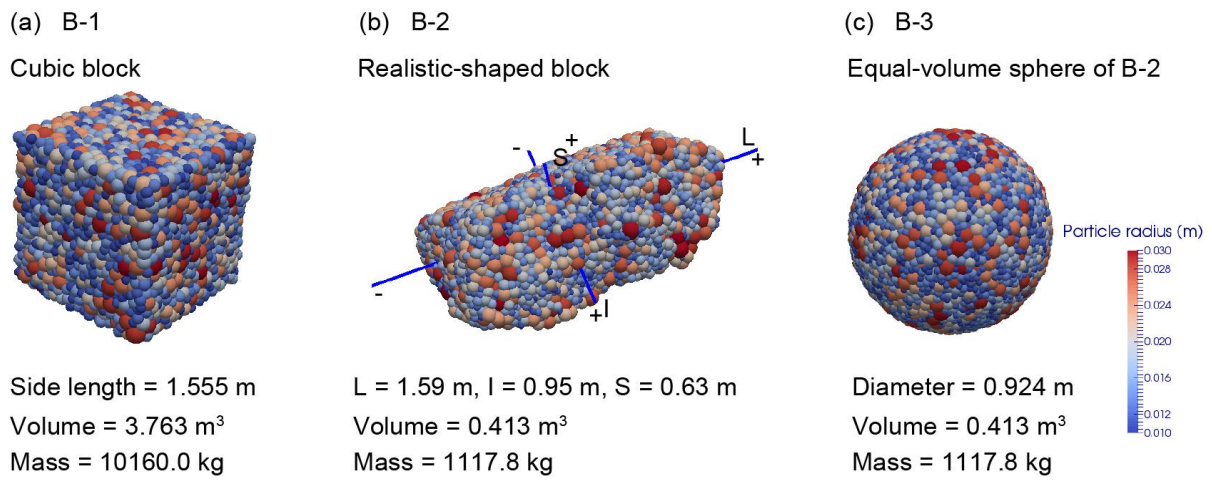 (a) B-1
Cubic block
Side length = 1.555 m
Volume = 3.763 m³
Mass = 10160.0 kg
(b) B-2
Realistic-shaped block
-
S
+
L
+
-
+
I
L = 1.59 m, I = 0.95 m, S = 0.63 m
Volume = 0.413 m³
Mass = 1117.8 kg
(c) B-3
Equal-volume sphere of B-2
Particle radius (m)
0.030
0.028
0.024
0.020
0.016
0.012
0.010
Diameter = 0.924 m
Volume = 0.413 m³
Mass = 1117.8 kg